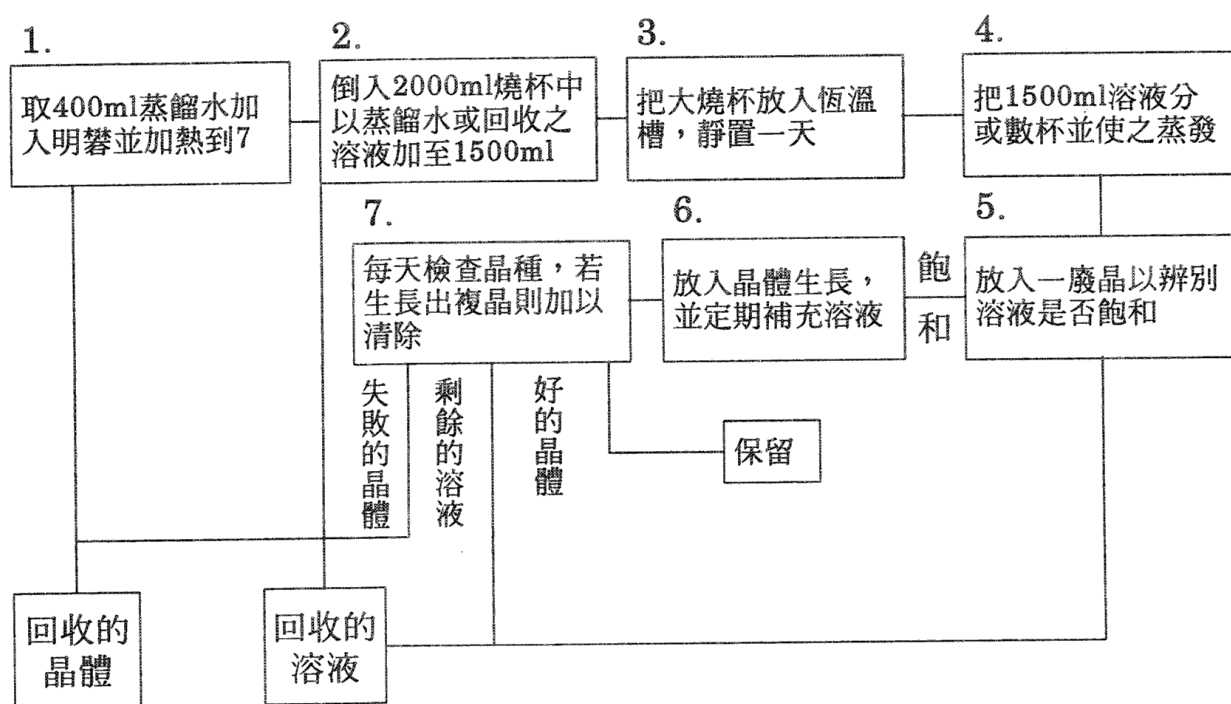 1.
取400ml蒸餾水加
入明礬並加熱到7
2.
倒入2000ml燒杯中
以蒸餾水或回收之
溶液加至1500ml
3.
把大燒杯放入恆溫
槽，靜置一天
4.
把1500ml溶液分
或數杯並使之蒸發
5.
放入一廢晶以辨別
溶液是否飽和
飽和
6.
放入晶體生長，
並定期補充溶液
7.
每天檢查晶種，若
生長出複晶則加以
清除
失敗的晶體
剩餘的溶液
好的晶體
保留
回收的
晶體
回收的
溶液